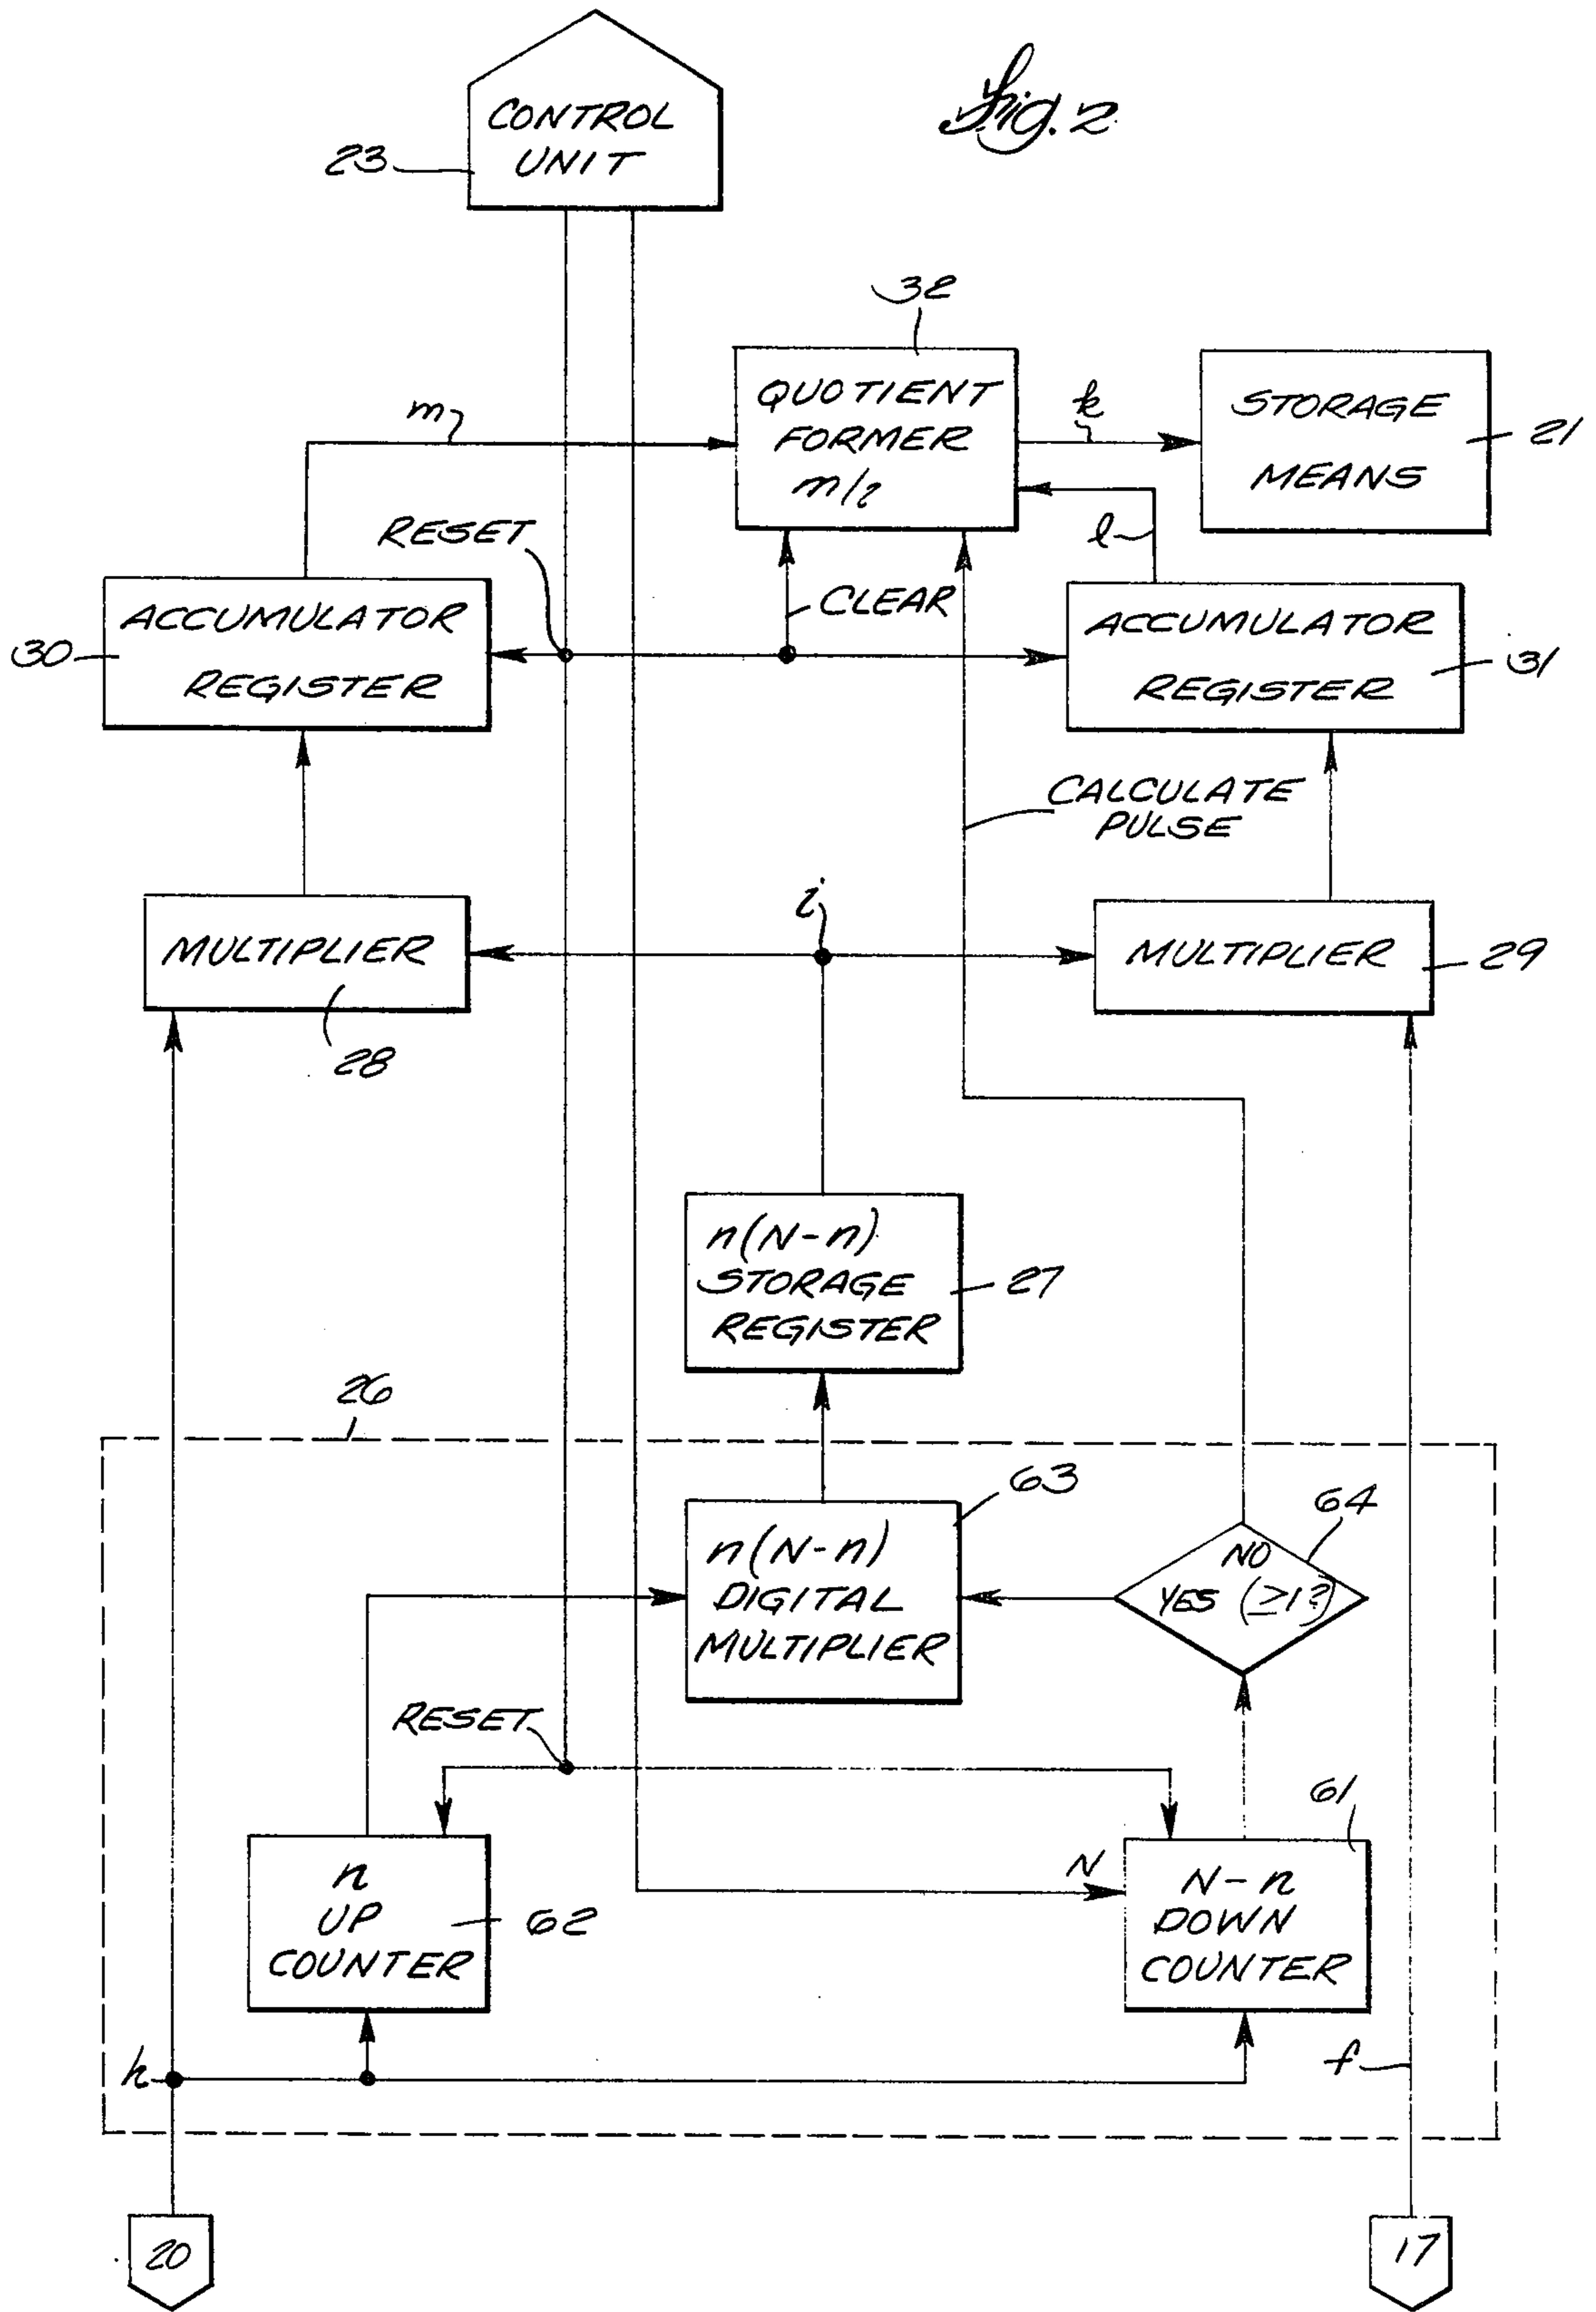 Fig. 2
CONTROL
UNIT
23
32
QUOTIENT
FORMER
m/l
k
STORAGE
MEANS
21
m
l
RESET
CLEAR
ACCUMULATOR
REGISTER
30
ACCUMULATOR
REGISTER
31
CALCULATE
PULSE
i
MULTIPLIER
28
MULTIPLIER
29
n(N-n)
STORAGE
REGISTER
27
26
63
n(N-n)
DIGITAL
MULTIPLIER
64
NO
YES (≥1?)
RESET
61
N
n
UP
COUNTER
62
N-n
DOWN
COUNTER
h
f
20
17